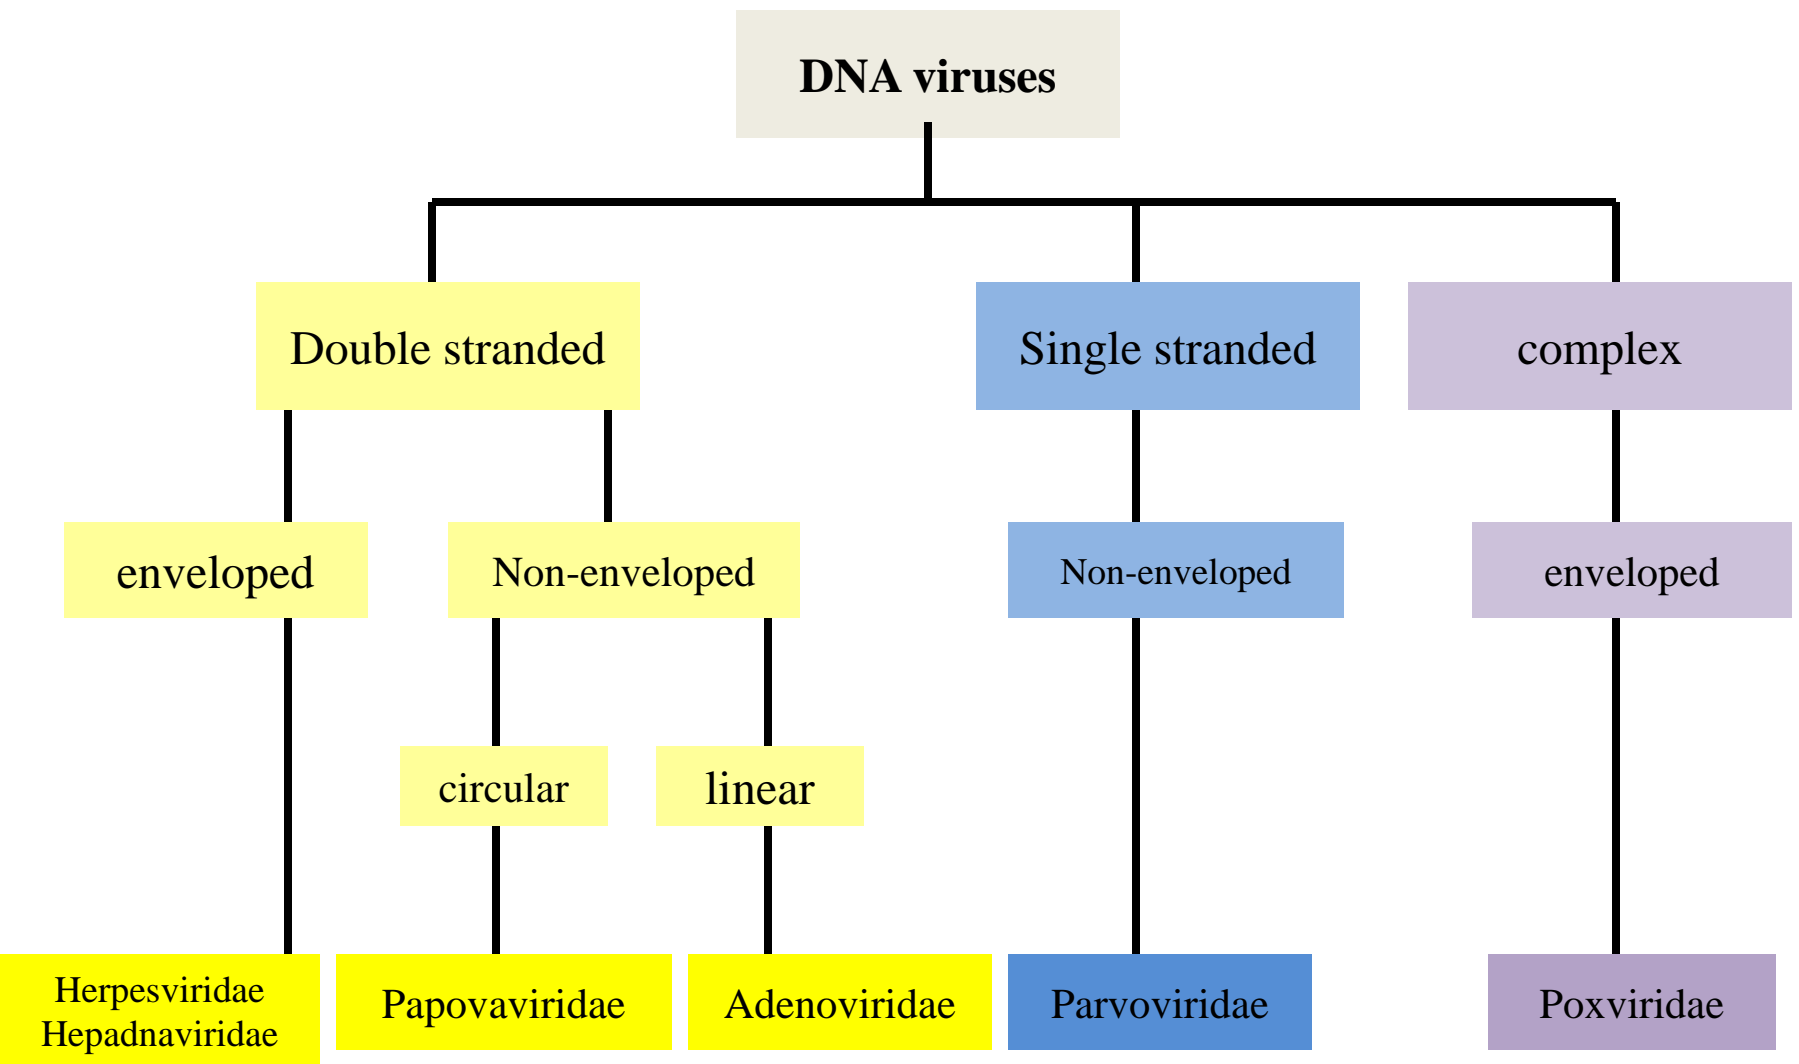 DNA viruses
Double stranded
Single stranded
complex
enveloped
Non-enveloped
Non-enveloped
enveloped
circular
linear
Herpesviridae
Hepadnaviridae
Papovaviridae
Adenoviridae
Parvoviridae
Poxviridae